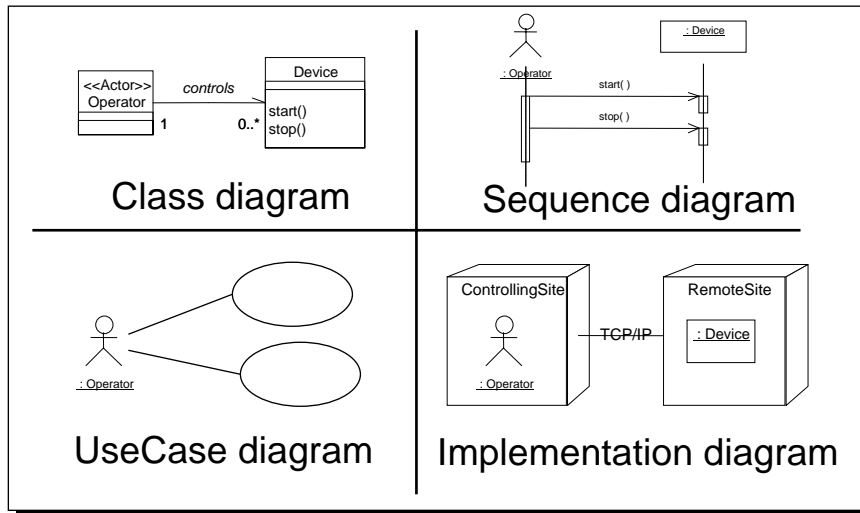 <<Actor>>
Operator
controls
1
0..*
Device
start()
stop()
Class diagram
: Operator
: Device
start( )
stop( )
Sequence diagram
: Operator
UseCase diagram
ControllingSite
: Operator
TCP/IP
RemoteSite
: Device
Implementation diagram